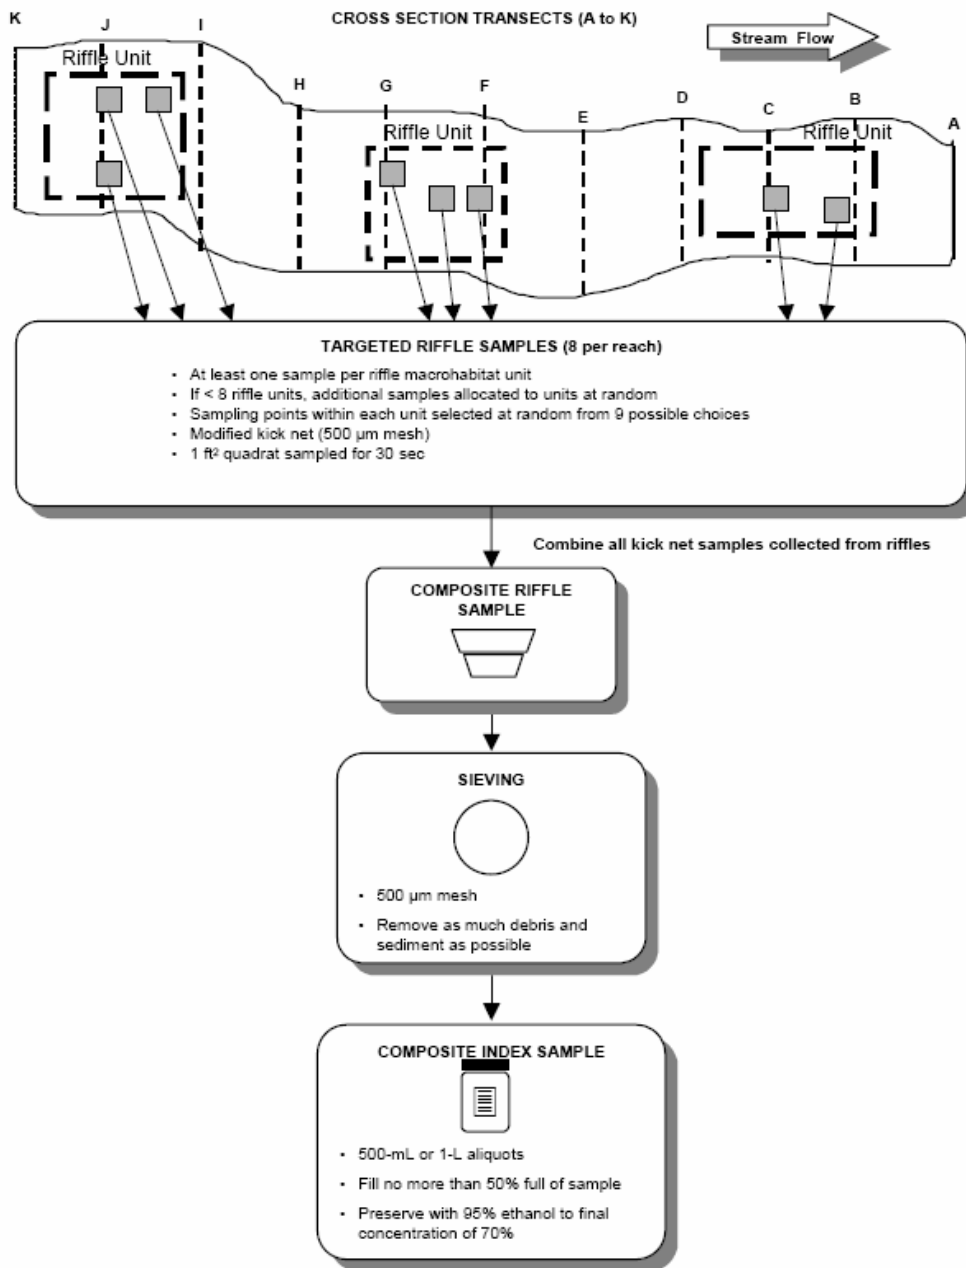 CROSS SECTION TRANSECTS (A to K)
Stream Flow
K
J
I
H
G
F
E
D
C
B
A
Riffle Unit
Riffle Unit
Riffle Unit
TARGETED RIFFLE SAMPLES (8 per reach)
• At least one sample per riffle macrohabitat unit
• If < 8 riffle units, additional samples allocated to units at random
• Sampling points within each unit selected at random from 9 possible choices
• Modified kick net (500 µm mesh)
• 1 ft² quadrat sampled for 30 sec
Combine all kick net samples collected from riffles
COMPOSITE RIFFLE
SAMPLE
SIEVING
• 500 µm mesh
• Remove as much debris and
sediment as possible
COMPOSITE INDEX SAMPLE
• 500-mL or 1-L aliquots
• Fill no more than 50% full of sample
• Preserve with 95% ethanol to final
concentration of 70%